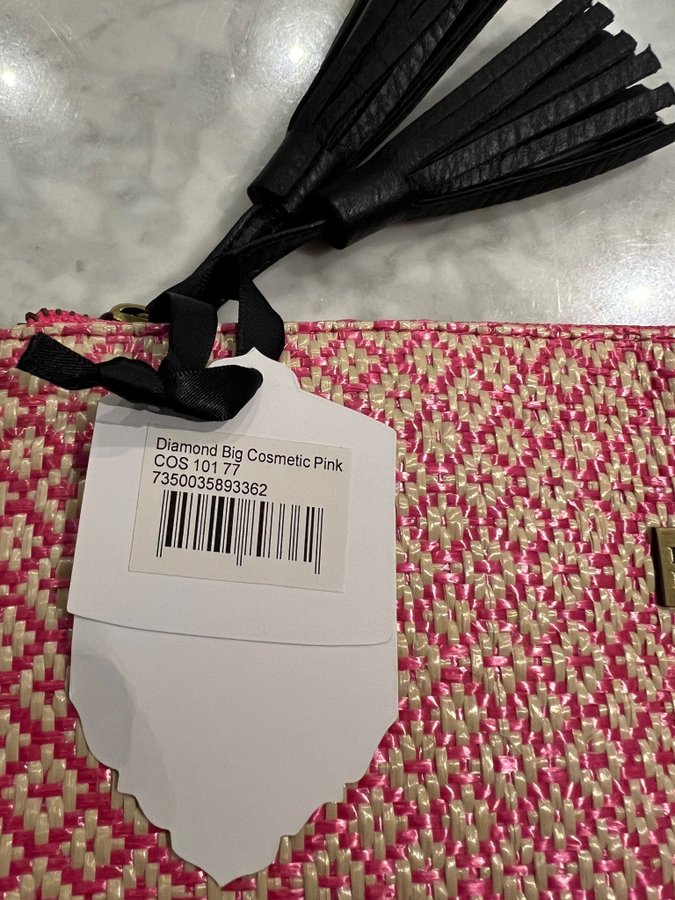 Diamond Big Cosmetic Pink
COS 101 77
7350035893362